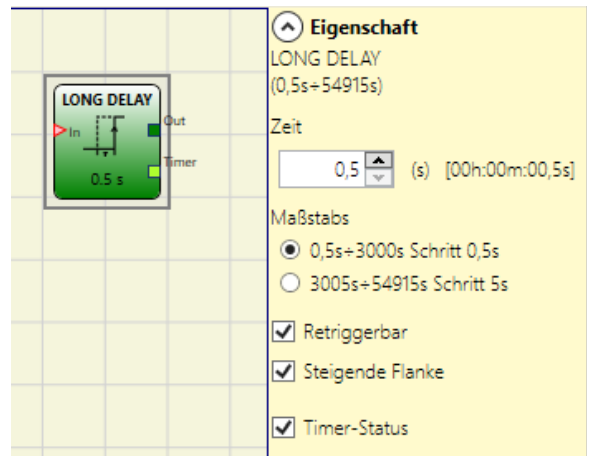 LONG DELAY
In
Out
Timer
0.5 s
Eigenschaft
LONG DELAY
(0,5s÷54915s)
Zeit
0,5 (s) [00h:00m:00,5s]
Maßstabs
0,5s÷3000s Schritt 0,5s
3005s÷54915s Schritt 5s
Retriggerbar
Steigende Flanke
Timer-Status